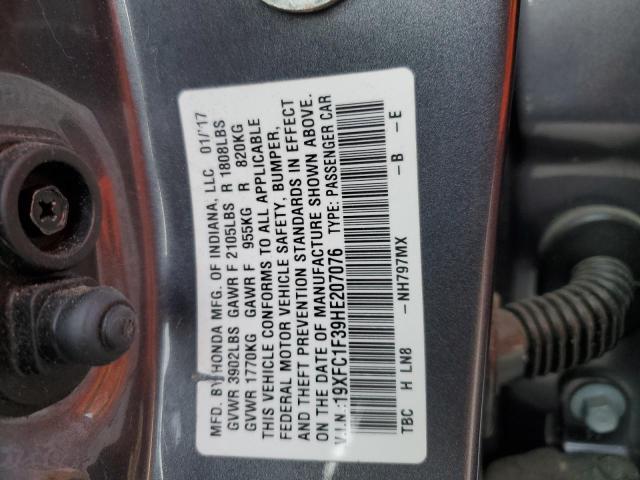 MFG. BY HONDA MFG. OF INDIANA, LLC 01/'17
GVWR 3902LBS GAWR F 2105LBS R 1808LBS
GVWR 1770KG GAWR F 955KG R 820KG
THIS VEHICLE CONFORMS TO ALL APPLICABLE
FEDERAL MOTOR VEHICLE SAFETY, BUMPER,
AND THEFT PREVENTION STANDARDS IN EFFECT
ON THE DATE OF MANUFACTURE SHOWN ABOVE.
V.I.N.:19XFC1F39HE207076 TYPE: PASSENGER CAR
TBC H LN8 -NH797MX -B -E